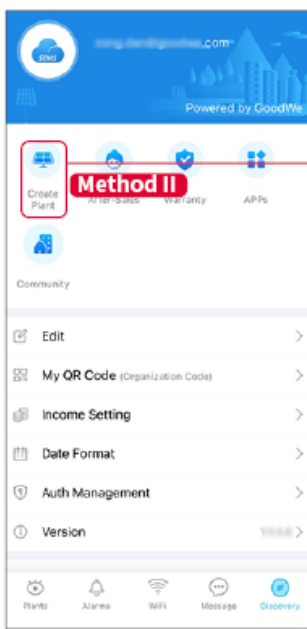 SEMS
.com
Powered by GoodWe
Create
Plant
Method II
After-Sales
Warranty
APPs
Community
Edit
My QR Code (Organization Code)
Income Setting
Date Format
Auth Management
Version
Plants
Alarms
WiFi
Message
Discovery